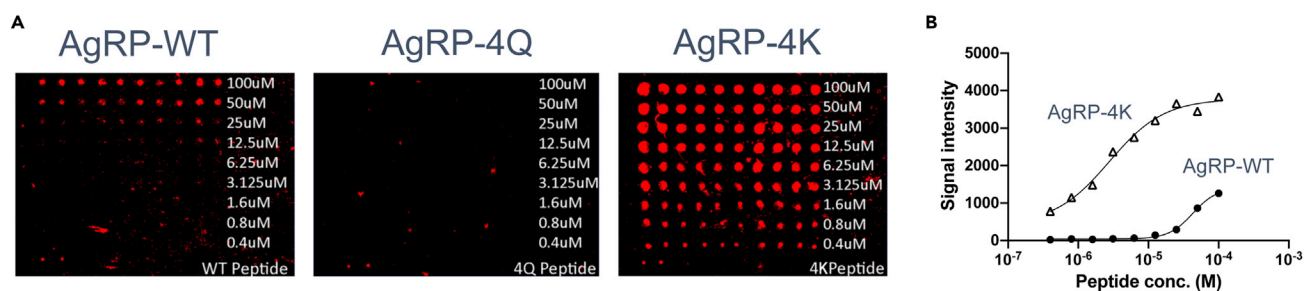 A
AgRP-WT
100uM
50uM
25uM
12.5uM
6.25uM
3.125uM
1.6uM
0.8uM
0.4uM
WT Peptide
AgRP-4Q
100uM
50uM
25uM
12.5uM
6.25uM
3.125uM
1.6uM
0.8uM
0.4uM
4Q Peptide
AgRP-4K
100uM
50uM
25uM
12.5uM
6.25uM
3.125uM
1.6uM
0.8uM
0.4uM
4KPeptide
B
Signal intensity
5000
4000
3000
2000
1000
0
AgRP-4K
AgRP-WT
10-7
10-6
10-5
10-4
10-3
Peptide conc. (M)